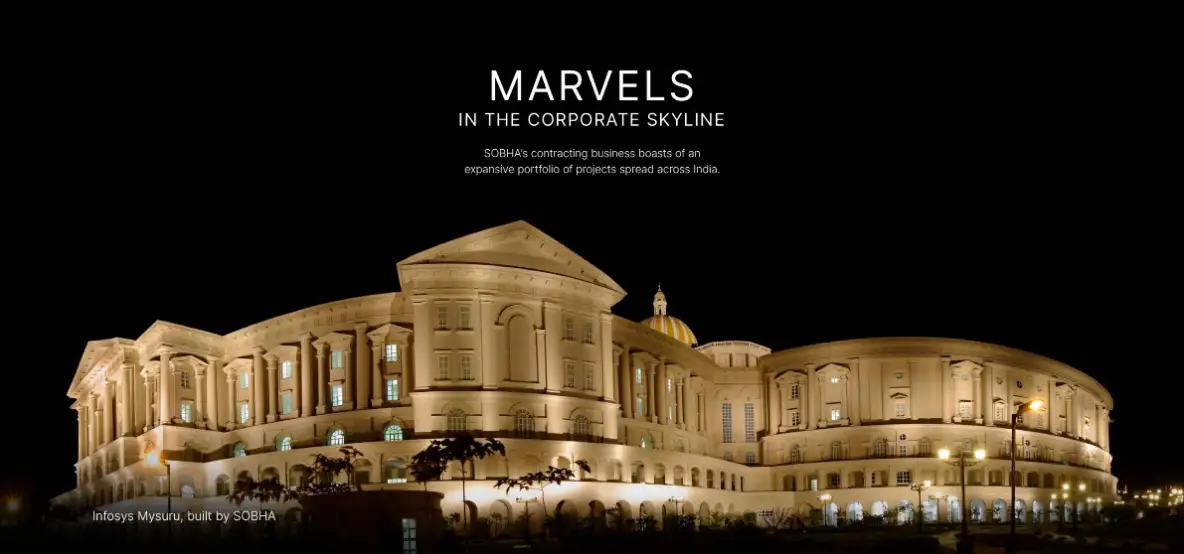 MARVELS
IN THE CORPORATE SKYLINE
SOBHA's contracting business boasts of an
expansive portfolio of projects spread across India.
Infosys Mysuru, built by SOBHA